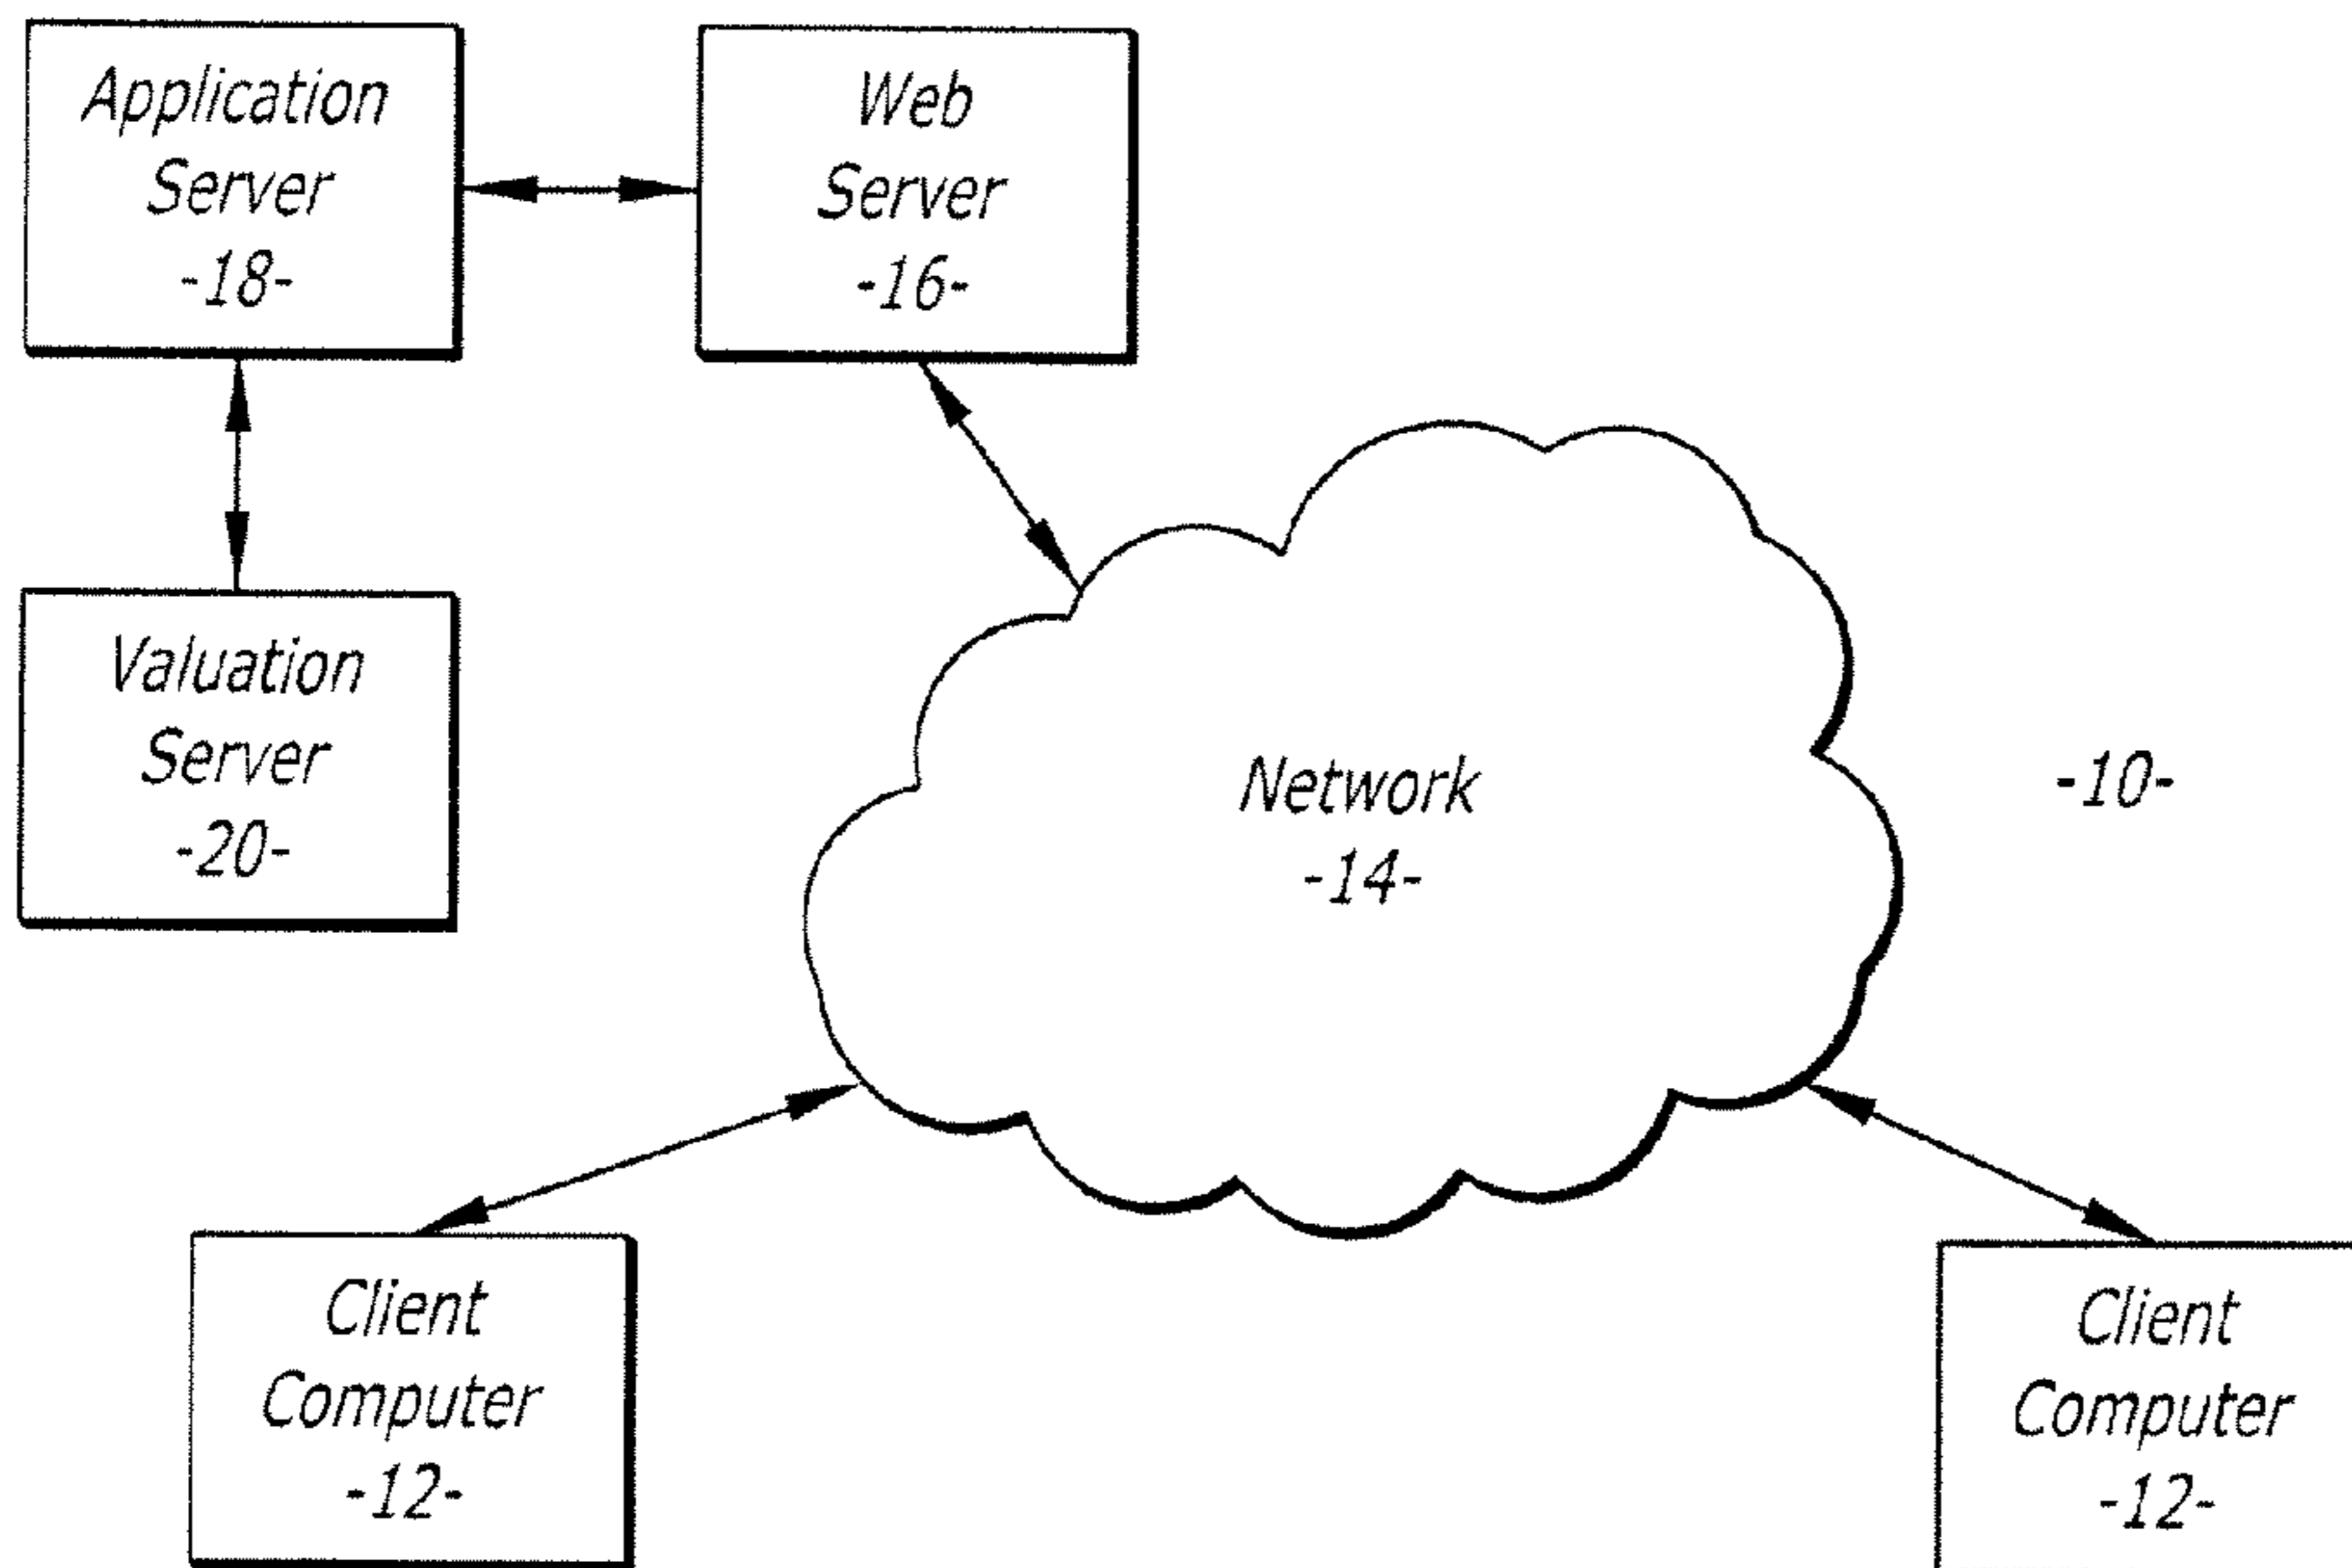 Application
Server
-18-
Web
Server
-16-
Valuation
Server
-20-
Network
-14-
-10-
Client
Computer
-12-
Client
Computer
-12-